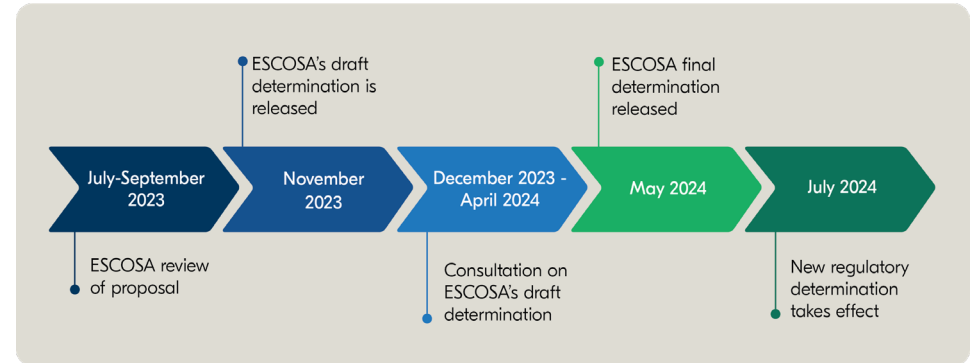 ESCOSA's draft
determination is
released
ESCOSA final
determination
released
July-September
2023
November
2023
December 2023 -
April 2024
May 2024
July 2024
ESCOSA review
of proposal
Consultation on
ESCOSA's draft
determination
New regulatory
determination
takes effect